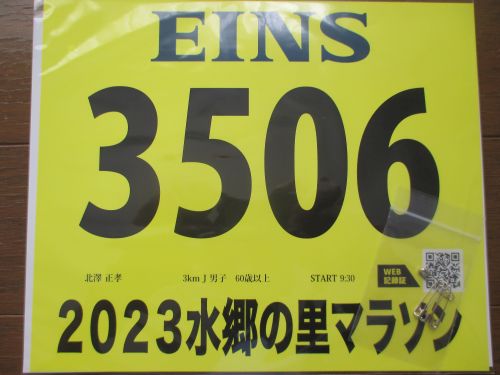 EINS
3506
北澤 正孝 3km J 男子 60歳以上 START 9:30
WEB
記録証
2023水郷の里マラソン